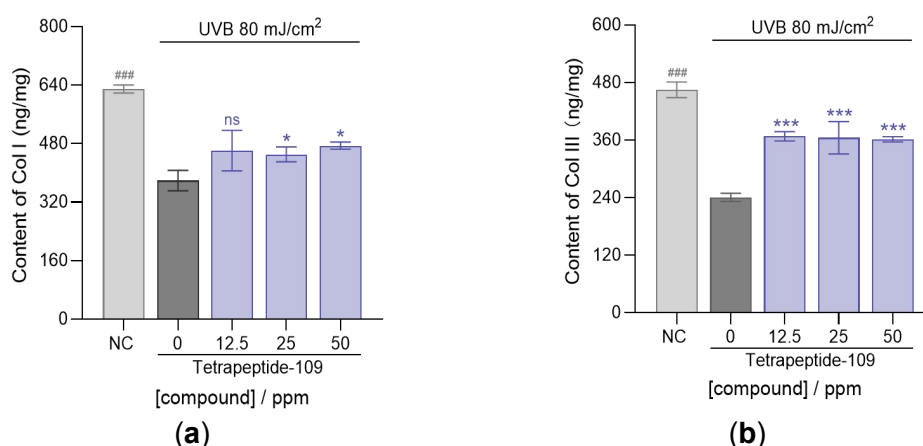 UVB 80 mJ/cm²
Content of Col I (ng/mg)
800
640
480
320
160
0
###
ns
*
*
NC
0
12.5
25
50
Tetrapeptide-109
[compound] / ppm
(a)
UVB 80 mJ/cm²
Content of Col III (ng/mg)
600
480
360
240
120
0
###
***
***
***
NC
0
12.5
25
50
Tetrapeptide-109
[compound] / ppm
(b)